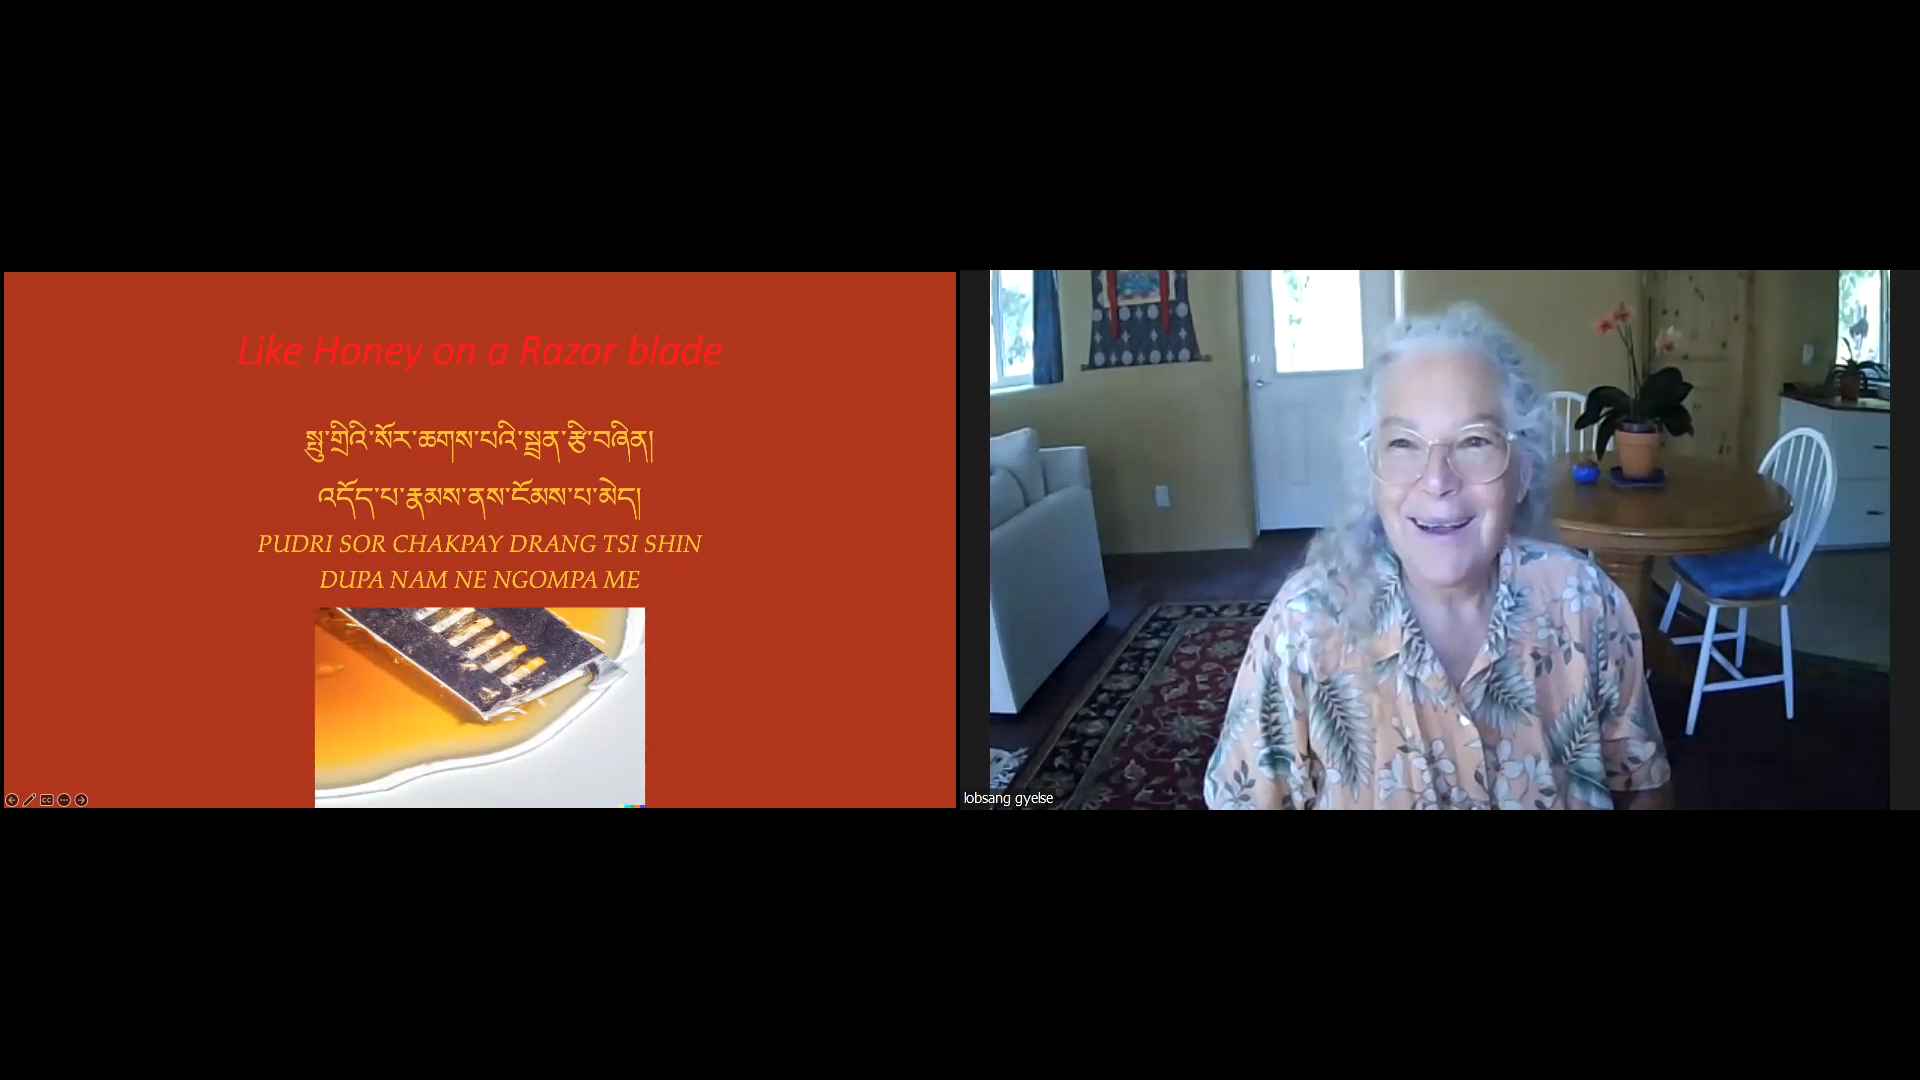 Like Honey on a Razor blade
སྤུ་གྲིའི་སོར་ཆགས་པའི་སྦྲན་རྩི་བཞིན།
འདོད་པ་རྣམས་ནས་ངོམས་པ་མེད།
PUDRI SOR CHAKPAY DRANG TSI SHIN
DUPA NAM NE NGOMPA ME
CC
lobsang gyelse